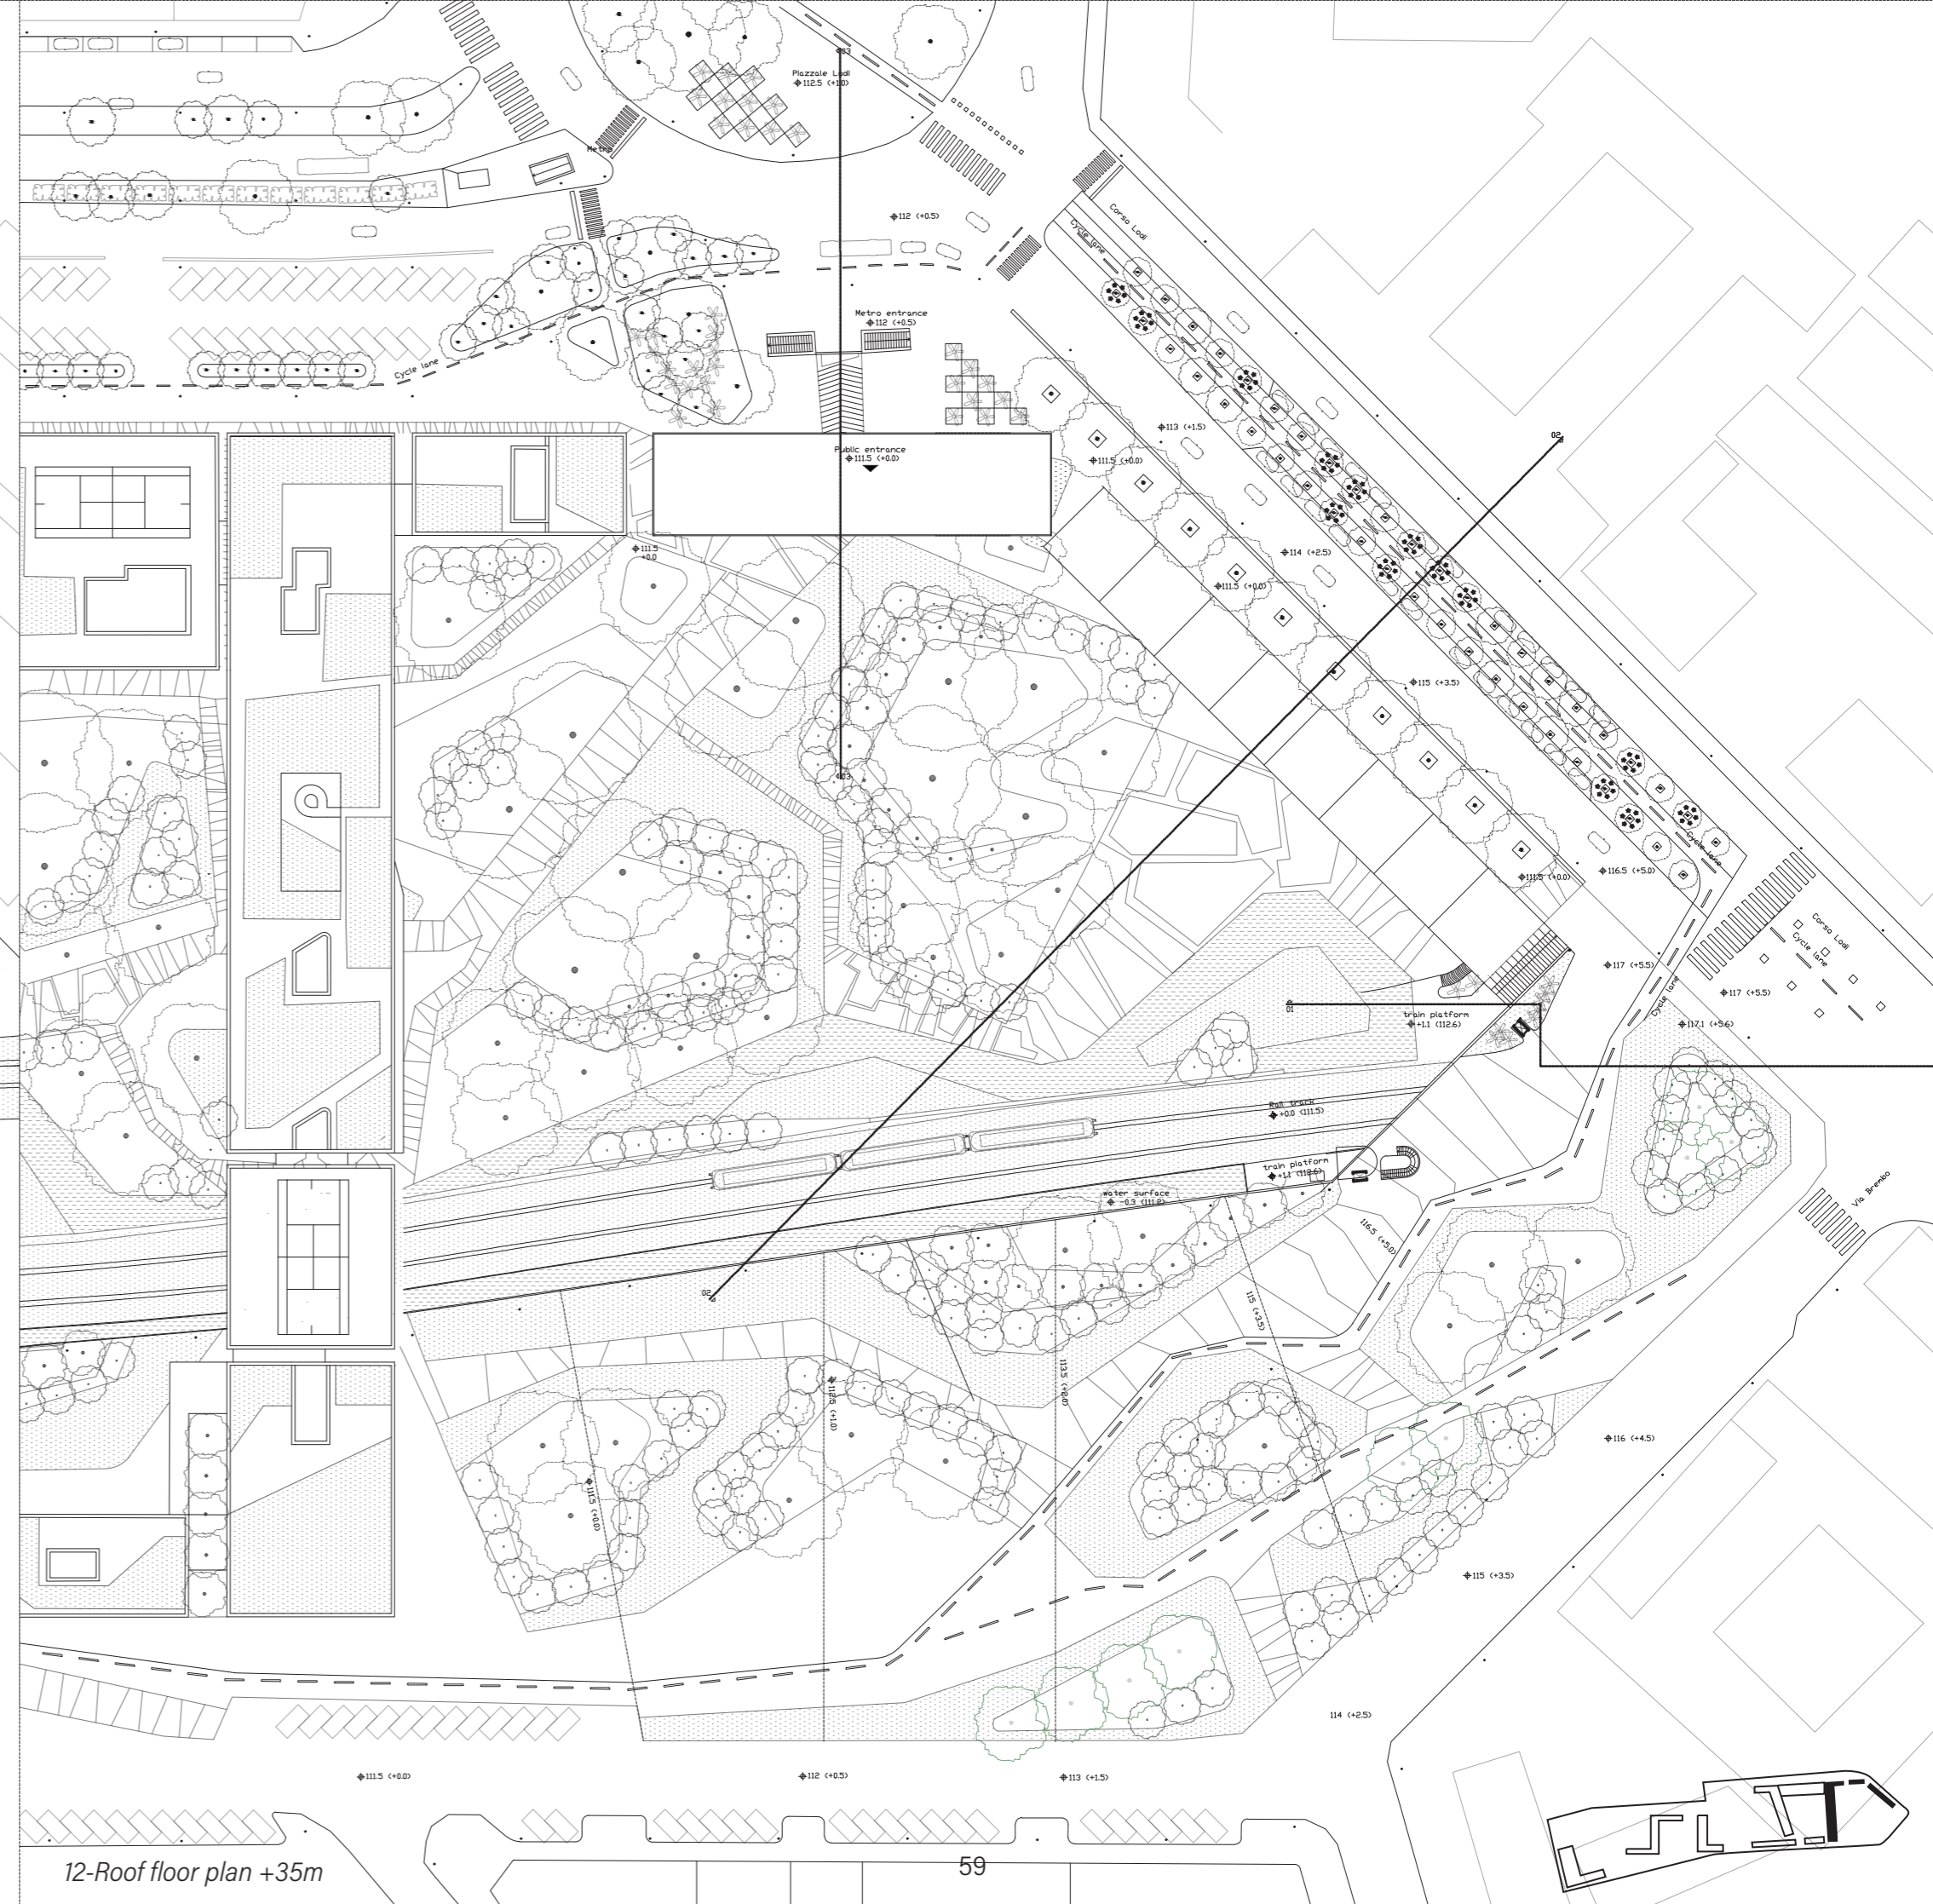 03
Piazzale Lodi
112.5 (+1.0)
Metro
112 (+0.5)
Corso Lodi
Cycle lane
Metro entrance
112 (+0.5)
Cycle lane
113 (+1.5)
02
Public entrance
111.5 (+0.0)
111.5 (+0.0)
111.5
+0.0
114 (+2.5)
111.5 (+0.0)
115 (+3.5)
03
Cycle lane
116.5 (+5.0)
111.5 (+0.0)
Corso Lodi
Cycle lane
117 (+5.5)
117 (+5.5)
Cycle lane
01
train platform
+1.1 (112.6)
117.1 (+5.6)
Rail track
+0.0 (111.5)
train platform
+1.1 (112.6)
water surface
-0.3 (111.2)
Via Brembo
116.5 (+5.0)
02
115 (+3.5)
113.5 (+2.0)
112.5 (+1.0)
116 (+4.5)
111.5 (+0.0)
115 (+3.5)
114 (+2.5)
111.5 (+0.0)
112 (+0.5)
113 (+1.5)
12-Roof floor plan +35m
59